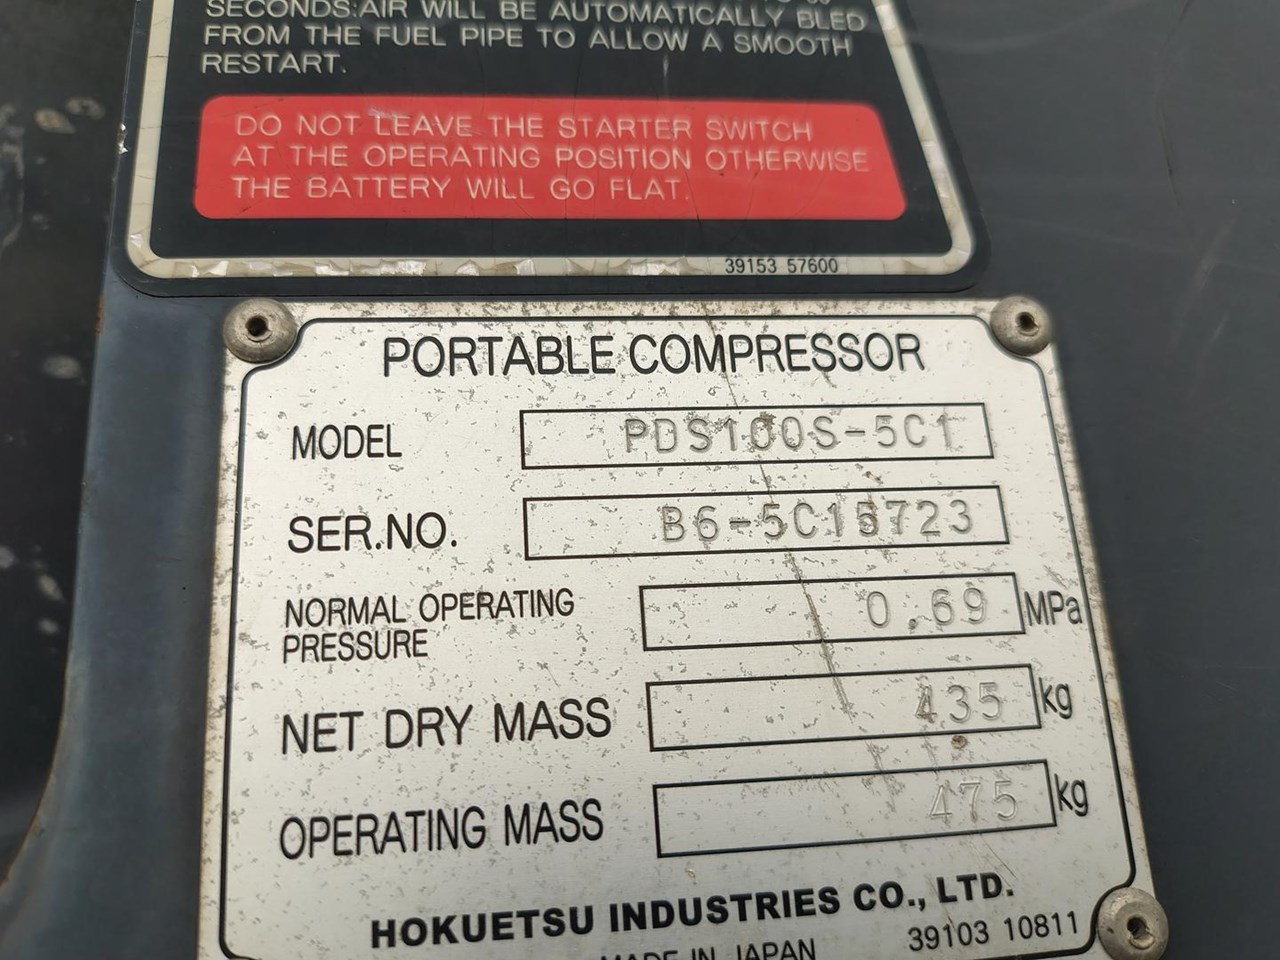 SECONDS:AIR WILL BE AUTOMATICALLY BLED
FROM THE FUEL PIPE TO ALLOW A SMOOTH
RESTART.
DO NOT LEAVE THE STARTER SWITCH
AT THE OPERATING POSITION OTHERWISE
THE BATTERY WILL GO FLAT.
39153 57600
PORTABLE COMPRESSOR
MODEL PDS100S-5C1
SER.NO. B6-5C15723
NORMAL OPERATING
PRESSURE 0.69 MPa
NET DRY MASS 435 kg
OPERATING MASS 475 kg
HOKUETSU INDUSTRIES CO., LTD.
MADE IN JAPAN 39103 10811